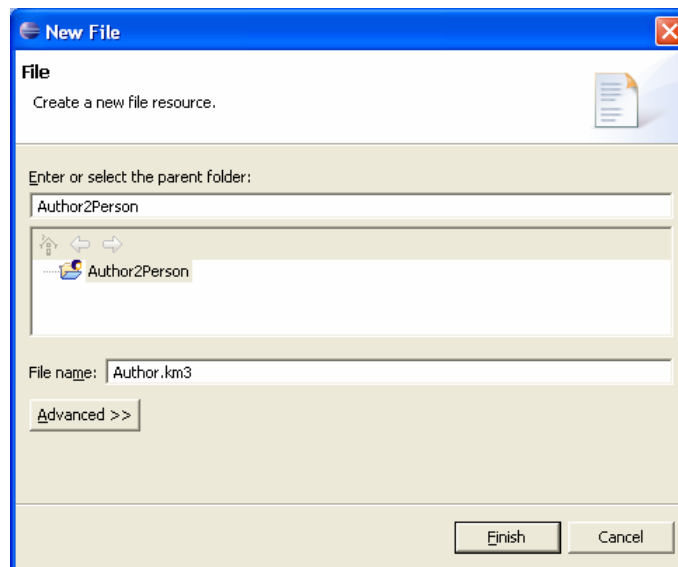 New File
File
Create a new file resource.
Enter or select the parent folder:
Author2Person
Author2Person
File name: Author.km3
Advanced >>
Finish Cancel